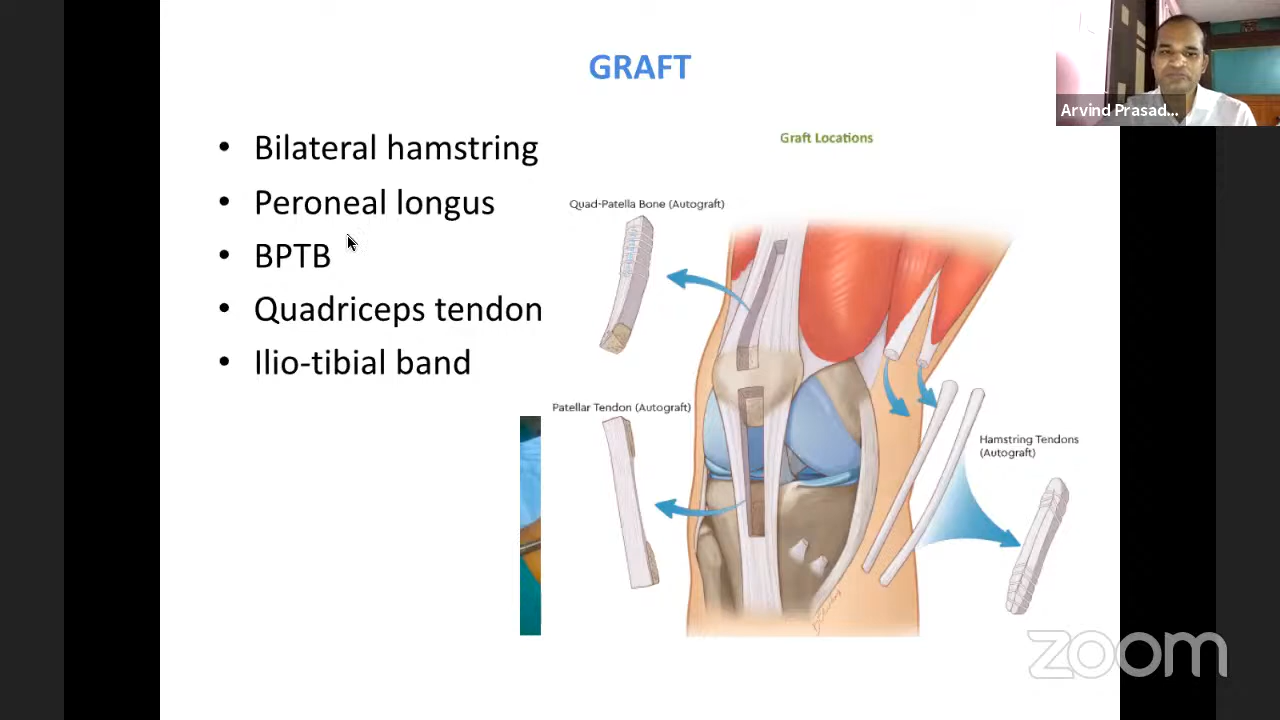 GRAFT
Arvind Prasad...
• Bilateral hamstring
• Peroneal longus
• BPTB
• Quadriceps tendon
• Ilio-tibial band
Graft Locations
Quad-Patella Bone (Autograft)
Patellar Tendon (Autograft)
Hamstring Tendons
(Autograft)
zoom